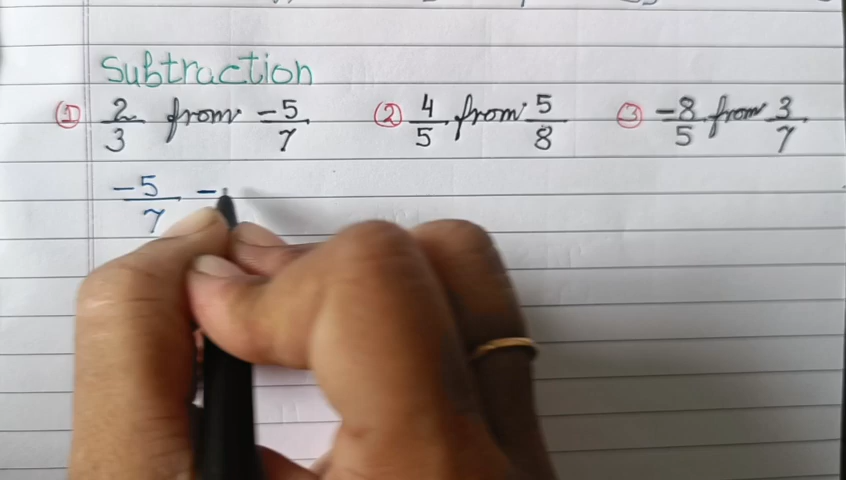 Subtraction
① 2/3 from -5/7 ② 4/5 from 5/8 ③ -8/5 from 3/7
-5/7 -